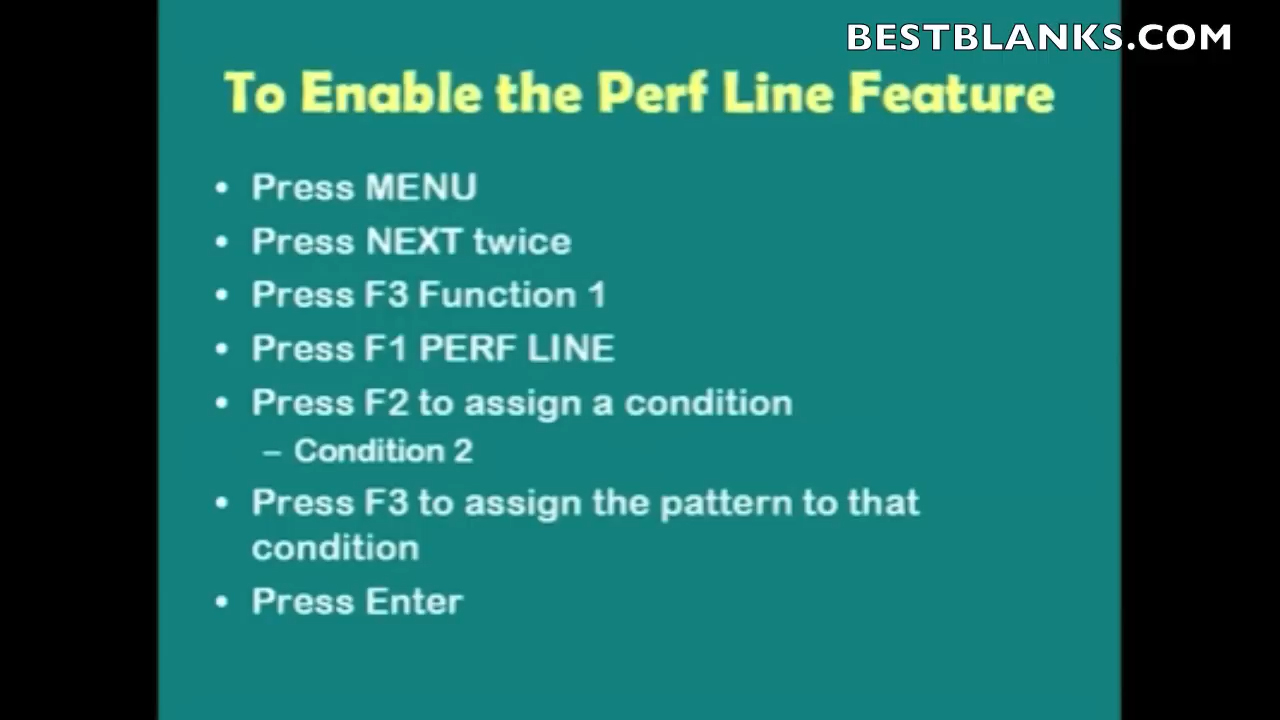 BESTBLANKS.COM
To Enable the Perf Line Feature
• Press MENU
• Press NEXT twice
• Press F3 Function 1
• Press F1 PERF LINE
• Press F2 to assign a condition
– Condition 2
• Press F3 to assign the pattern to that
condition
• Press Enter